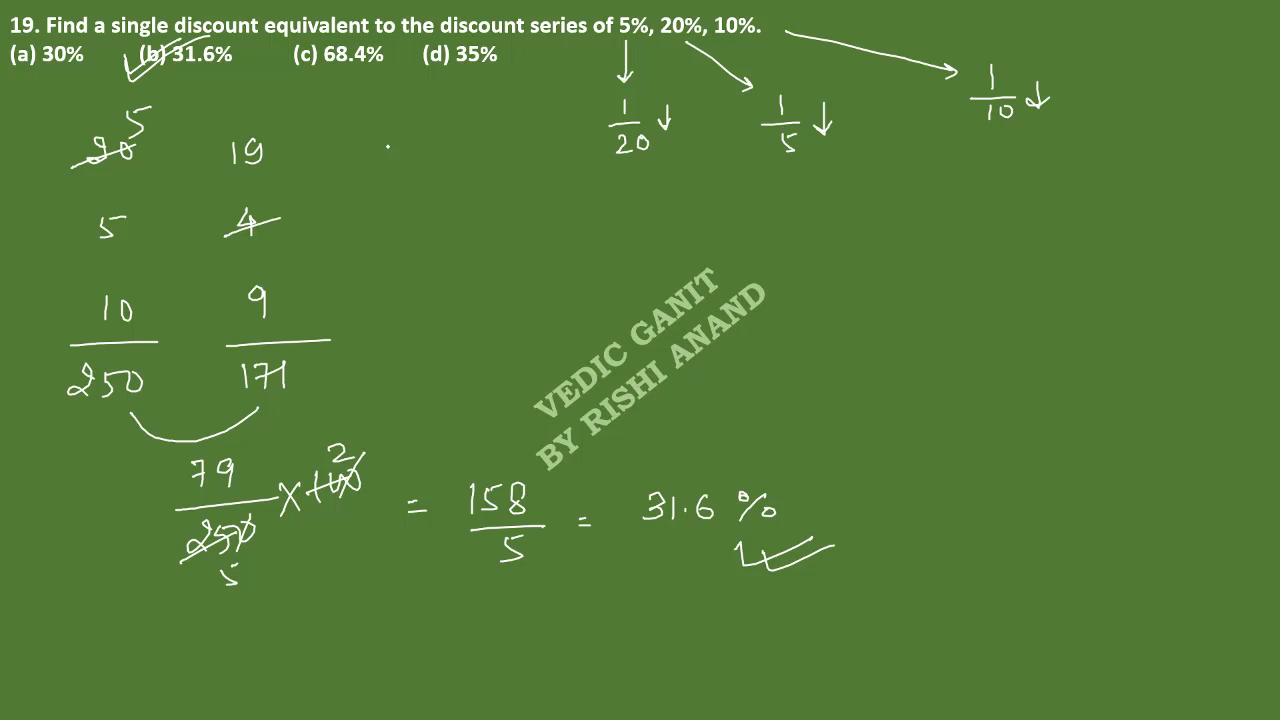 19. Find a single discount equivalent to the discount series of 5%, 20%, 10%.
(a) 30% (b) 31.6% (c) 68.4% (d) 35%
1/20 ↓ 1/5 ↓ 1/10 ↓
5
20 19
5 4
10 9
250 171
VEDIC GANIT
BY RISHI ANAND
2
79/250 × 100 = 158/5 = 31.6 %
5